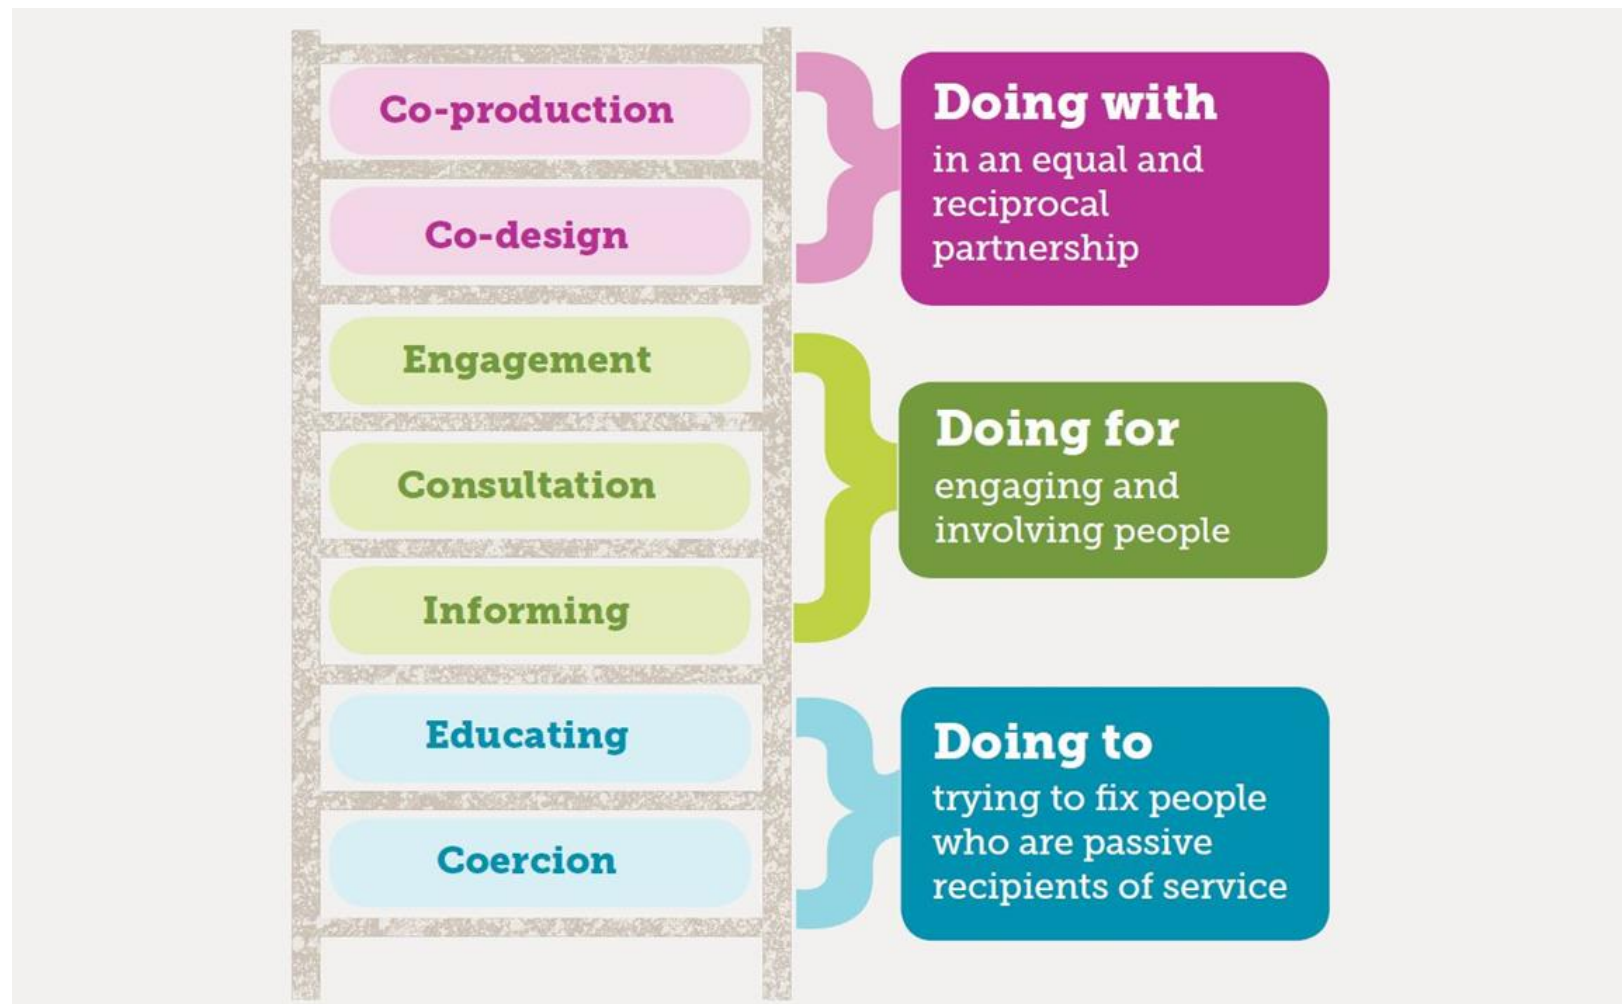 Co-production
Co-design
Engagement
Consultation
Informing
Educating
Coercion
Doing with
in an equal and
reciprocal
partnership
Doing for
engaging and
involving people
Doing to
trying to fix people
who are passive
recipients of service